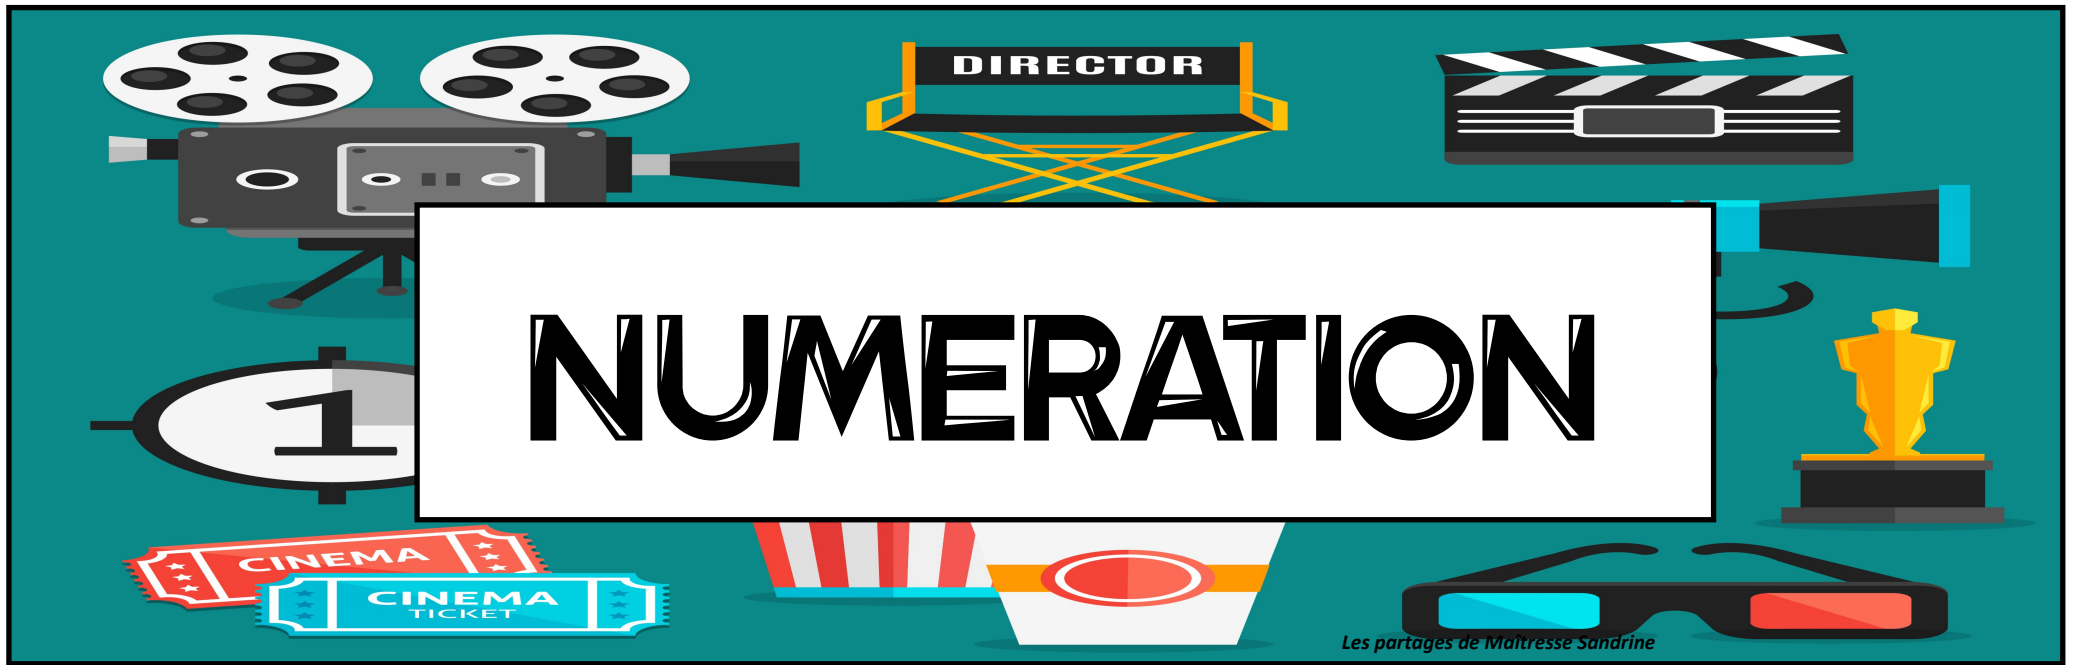 DIRECTOR
NUMERATION
1
CINEMA
CINEMA
TICKET
Les partages de Maîtresse Sandrine